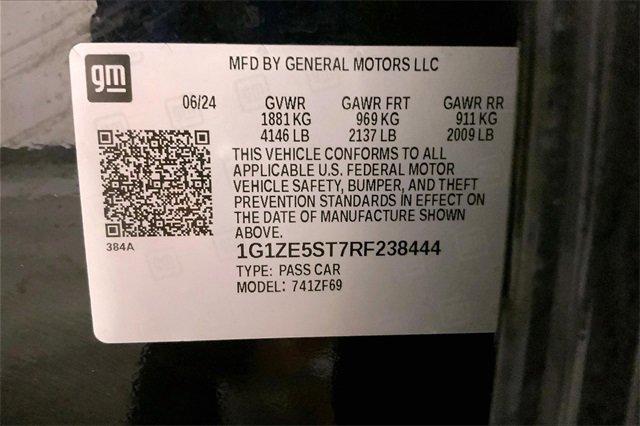 gm
MFD BY GENERAL MOTORS LLC
06/24 GVWR GAWR FRT GAWR RR
1881 KG 969 KG 911 KG
4146 LB 2137 LB 2009 LB
THIS VEHICLE CONFORMS TO ALL
APPLICABLE U.S. FEDERAL MOTOR
VEHICLE SAFETY, BUMPER, AND THEFT
PREVENTION STANDARDS IN EFFECT ON
THE DATE OF MANUFACTURE SHOWN
ABOVE.
384A
1G1ZE5ST7RF238444
TYPE: PASS CAR
MODEL: 741ZF69